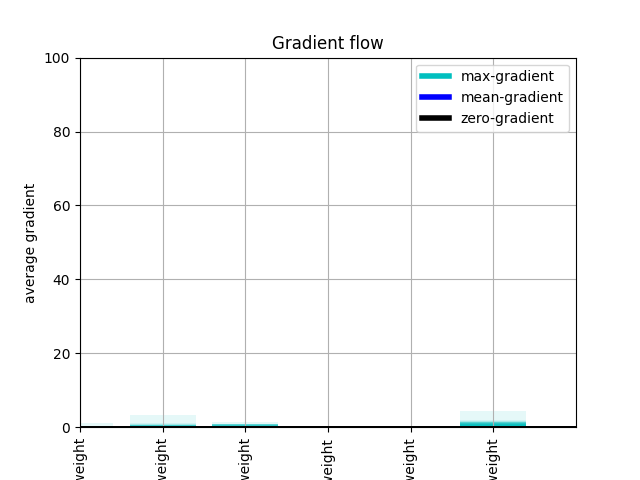 Gradient flow
max-gradient
mean-gradient
zero-gradient
average gradient
100
80
60
40
20
0
weight
weight
weight
weight
weight
weight